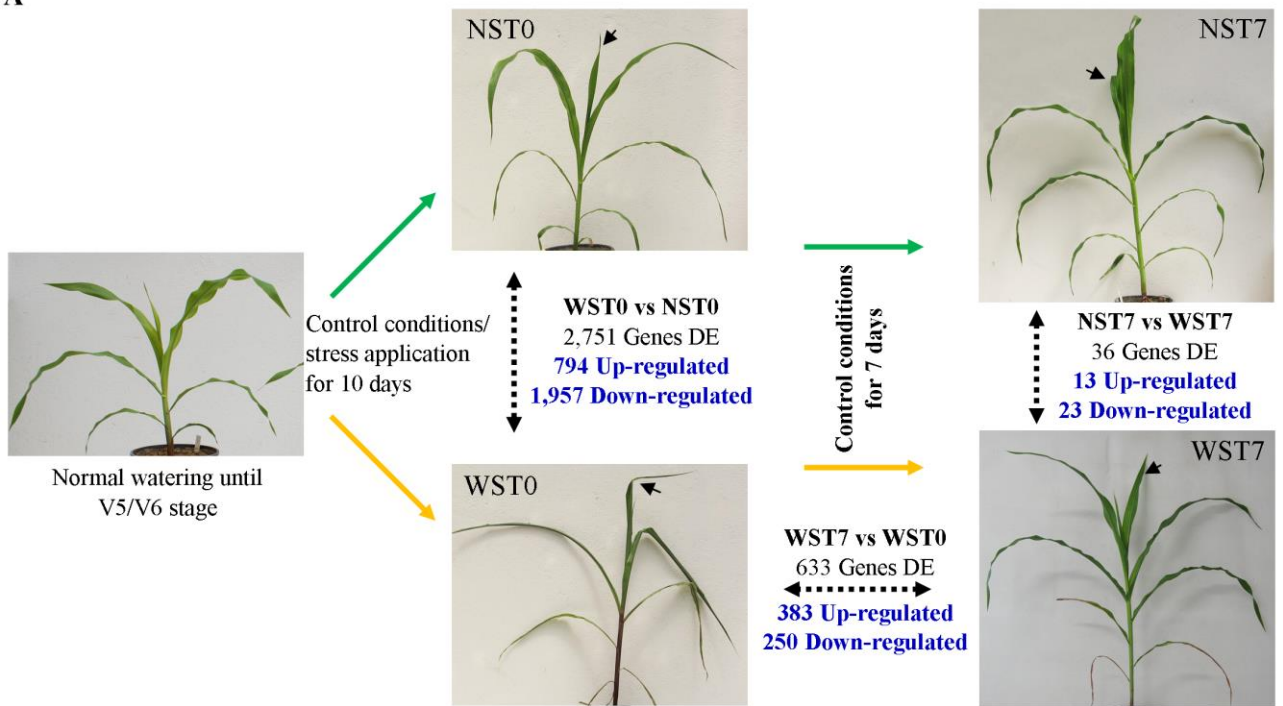 A
NST0
NST7
Control conditions/
stress application
for 10 days
WST0 vs NST0
2,751 Genes DE
794 Up-regulated
1,957 Down-regulated
Control conditions
for 7 days
NST7 vs WST7
36 Genes DE
13 Up-regulated
23 Down-regulated
Normal watering until
V5/V6 stage
WST0
WST7 vs WST0
633 Genes DE
383 Up-regulated
250 Down-regulated
WST7